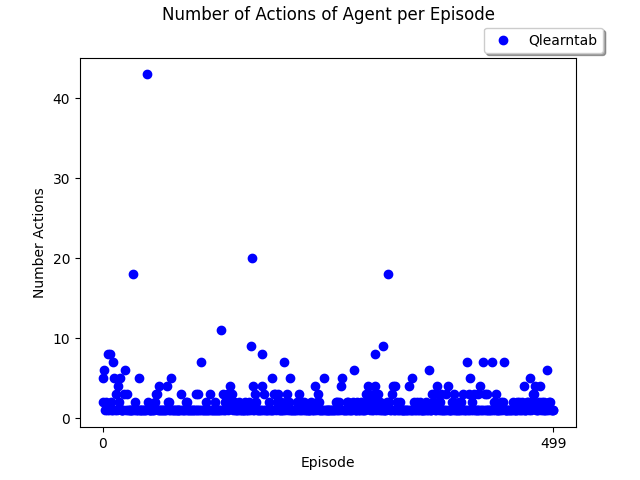 Number of Actions of Agent per Episode
Qlearntab
Number Actions
40
30
20
10
0
0 499
Episode